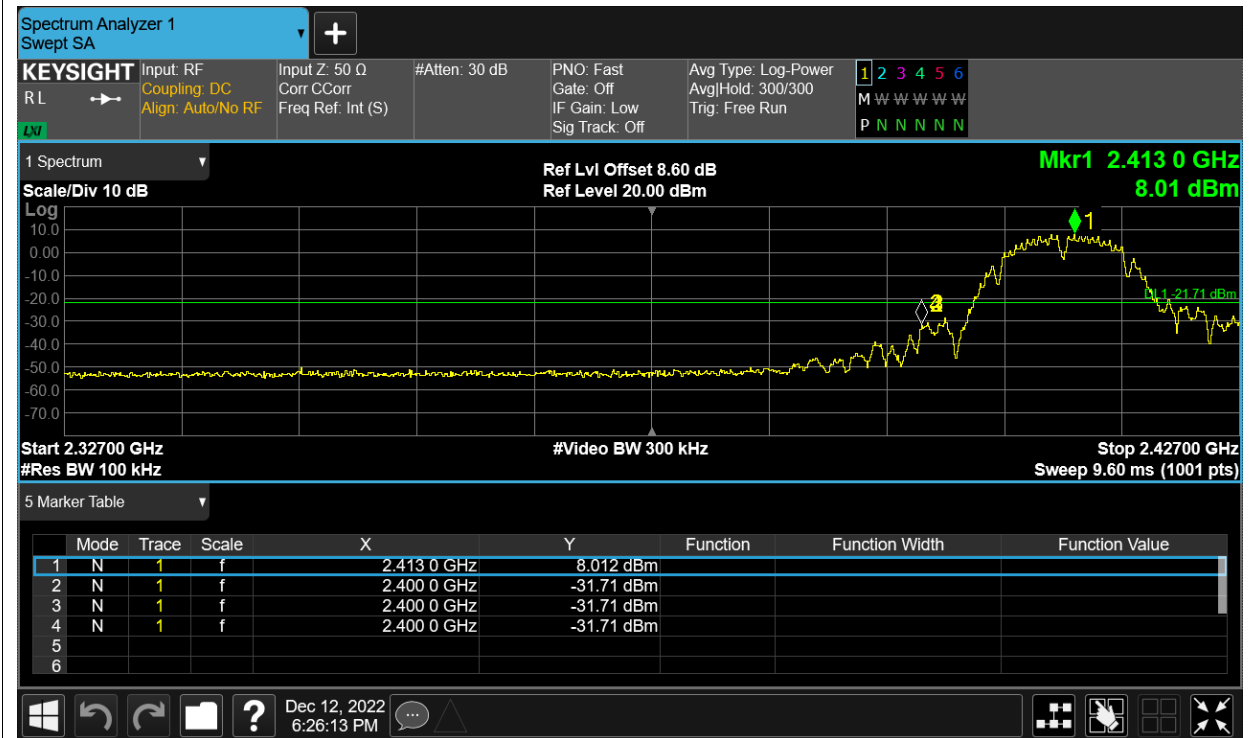 Spectrum Analyzer 1
Swept SA
KEYSIGHT Input: RF Input Z: 50 Ω #Atten: 30 dB PNO: Fast Avg Type: Log-Power 1 2 3 4 5 6
R L Coupling: DC Corr CCorr Gate: Off Avg|Hold: 300/300 M W W W W W
Align: Auto/No RF Freq Ref: Int (S) IF Gain: Low Trig: Free Run
LXI Sig Track: Off P N N N N N
1 Spectrum Ref Lvl Offset 8.60 dB Mkr1 2.413 0 GHz
Scale/Div 10 dB Ref Level 20.00 dBm 8.01 dBm
Log
1
10.0
0.00
-10.0
-20.0
DL1 -21.71 dBm
-30.0
-40.0
-50.0
-60.0
-70.0
Start 2.32700 GHz #Video BW 300 kHz Stop 2.42700 GHz
#Res BW 100 kHz Sweep 9.60 ms (1001 pts)
5 Marker Table
Mode Trace Scale X Y Function Function Width Function Value
1 N 1 f 2.413 0 GHz 8.012 dBm
2 N 1 f 2.400 0 GHz -31.71 dBm
3 N 1 f 2.400 0 GHz -31.71 dBm
4 N 1 f 2.400 0 GHz -31.71 dBm
5
6
? Dec 12, 2022
6:26:13 PM